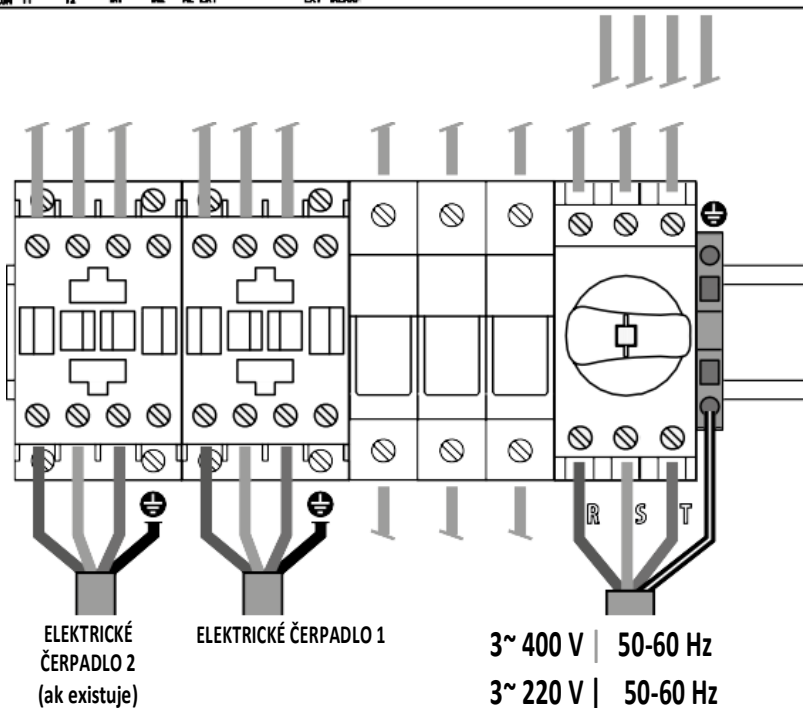 R S T
ELEKTRICKÉ
ČERPADLO 2
(ak existuje)
ELEKTRICKÉ ČERPADLO 1
3~ 400 V | 50-60 Hz
3~ 220 V | 50-60 Hz